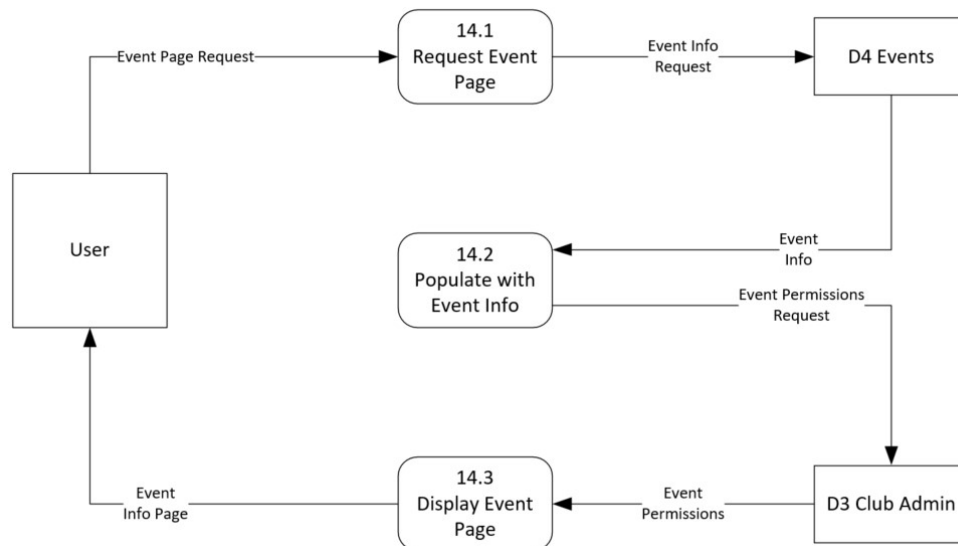 14.1
Request Event
Page
Event Page Request
Event Info
Request
D4 Events
User
14.2
Populate with
Event Info
Event
Info
Event Permissions
Request
14.3
Display Event
Page
Event
Info Page
Event
Permissions
D3 Club Admin